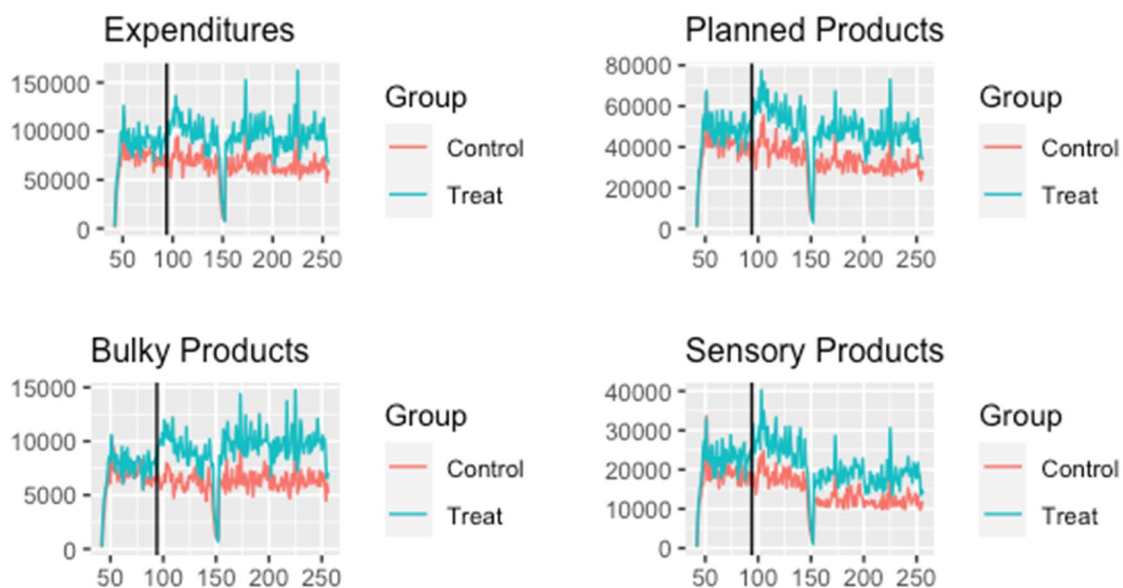 Expenditures
150000
100000
50000
0
50 100 150 200 250
Group
Control
Treat
Planned Products
80000
60000
40000
20000
0
50 100 150 200 250
Group
Control
Treat
Bulky Products
15000
10000
5000
0
50 100 150 200 250
Group
Control
Treat
Sensory Products
40000
30000
20000
10000
0
50 100 150 200 250
Group
Control
Treat